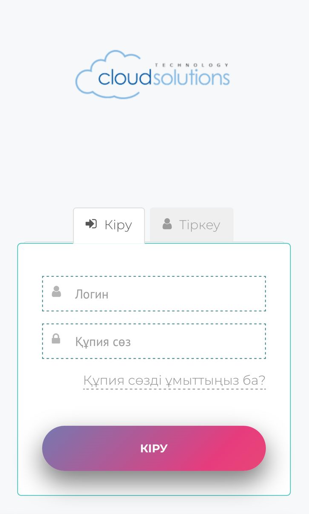 TECHNOLOGY
cloudsolutions
Кіру
Тіркеу
Логин
Құпия сөз
Құпия сөзді ұмыттыңыз ба?
КІРУ